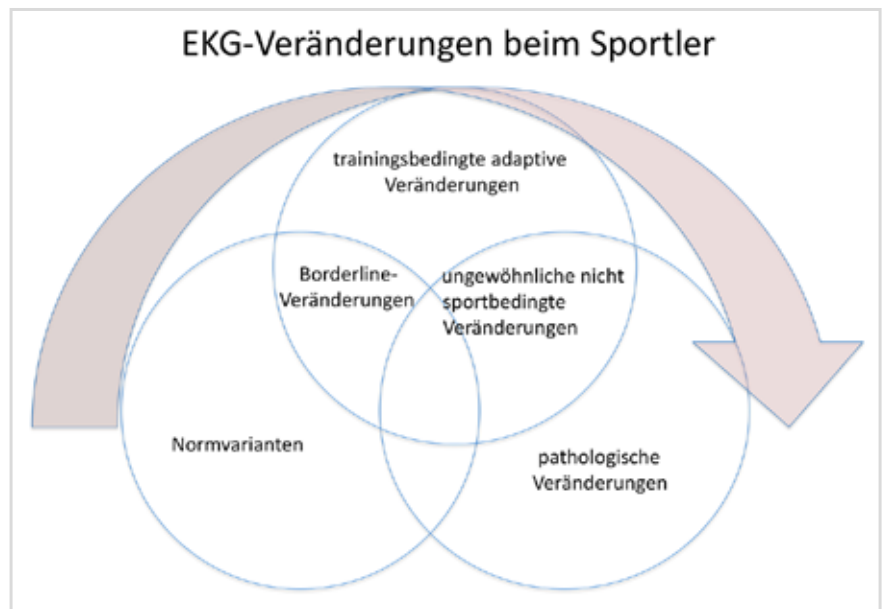 EKG-Veränderungen beim Sportler
trainingsbedingte adaptive
Veränderungen
Borderline-
Veränderungen
ungewöhnliche nicht
sportbedingte
Veränderungen
Normvarianten
pathologische
Veränderungen